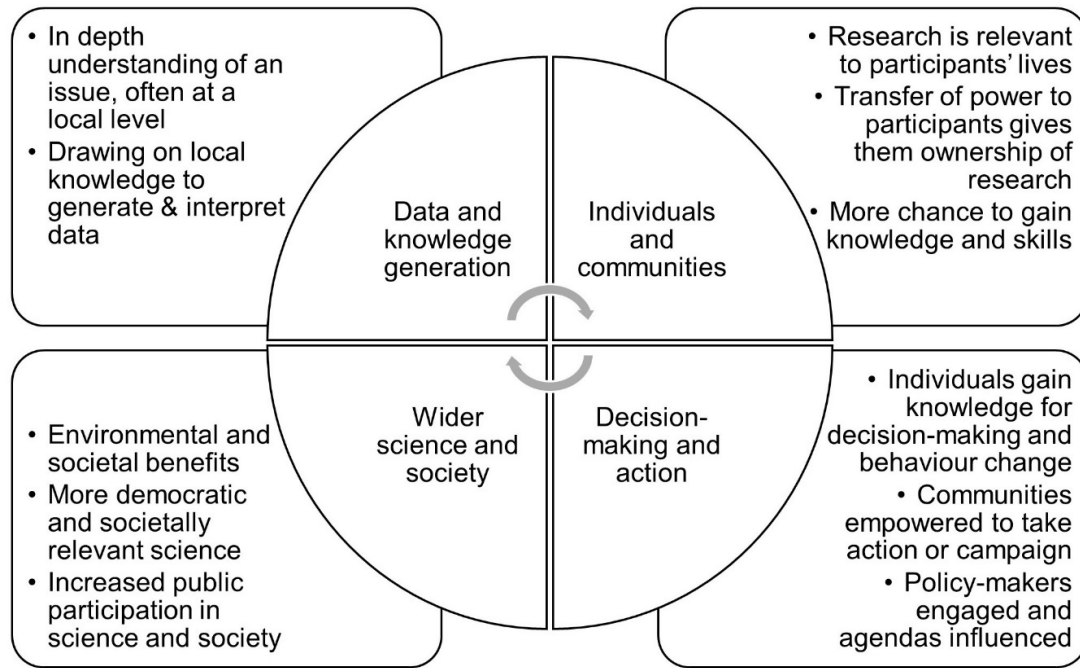 • In depth
understanding of an
issue, often at a
local level
• Drawing on local
knowledge to
generate & interpret
data
• Research is relevant
to participants' lives
• Transfer of power to
participants gives
them ownership of
research
• More chance to gain
knowledge and skills
Data and
knowledge
generation
Individuals
and
communities
Wider
science and
society
Decision-
making and
action
• Environmental and
societal benefits
• More democratic
and societally
relevant science
• Increased public
participation in
science and society
• Individuals gain
knowledge for
decision-making and
behaviour change
• Communities
empowered to take
action or campaign
• Policy-makers
engaged and
agendas influenced